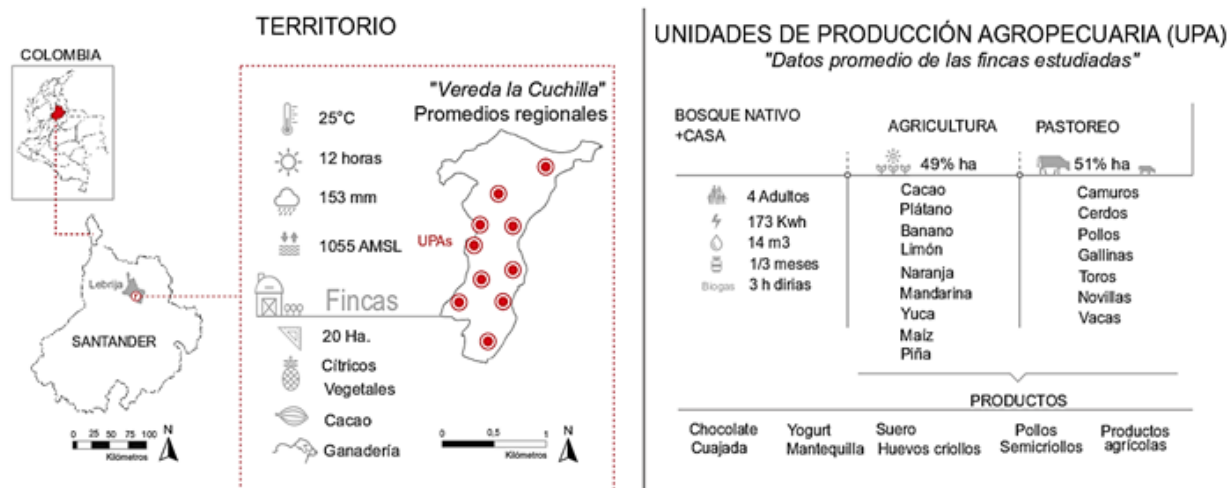 TERRITORIO
COLOMBIA
Lebrija
SANTANDER
0 25 50 75 100
Kilómetros
N
"Vereda la Cuchilla"
Promedios regionales
25°C
12 horas
153 mm
1055 AMSL
UPAs
Fincas
20 Ha.
Cítricos
Vegetales
Cacao
Ganadería
0 0,5 1
Kilómetros
N
UNIDADES DE PRODUCCIÓN AGROPECUARIA (UPA)
"Datos promedio de las fincas estudiadas"
BOSQUE NATIVO
+CASA
4 Adultos
173 Kwh
14 m3
1/3 meses
Biogas 3 h dirias
AGRICULTURA
49% ha
Cacao
Plátano
Banano
Limón
Naranja
Mandarina
Yuca
Maíz
Piña
PASTOREO
51% ha
Camuros
Cerdos
Pollos
Gallinas
Toros
Novillas
Vacas
PRODUCTOS
Chocolate
Cuajada
Yogurt
Mantequilla
Suero
Huevos criollos
Pollos
Semicriollos
Productos
agrícolas